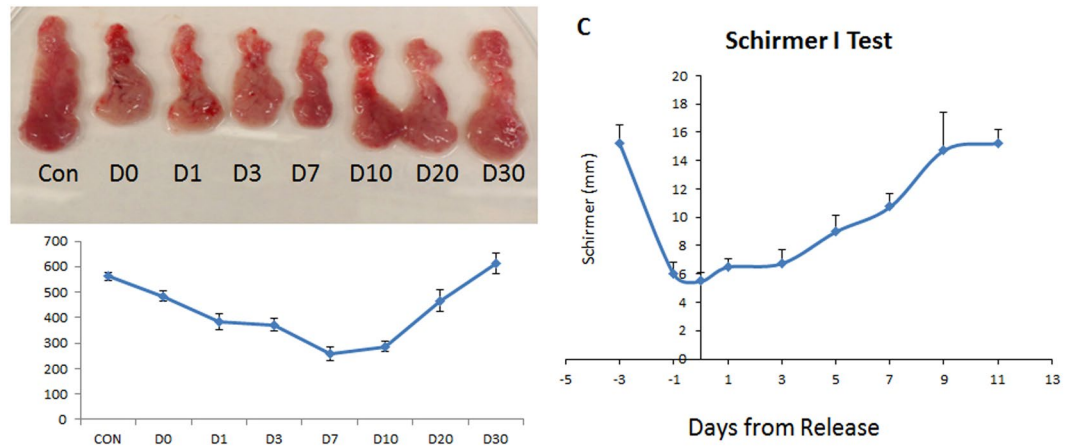 Con D0 D1 D3 D7 D10 D20 D30
700
600
500
400
300
200
100
0
CON D0 D1 D3 D7 D10 D20 D30
C
Schirmer I Test
Schirmer (mm)
20
18
16
14
12
10
8
6
4
2
0
-5 -3 -1 1 3 5 7 9 11 13
Days from Release